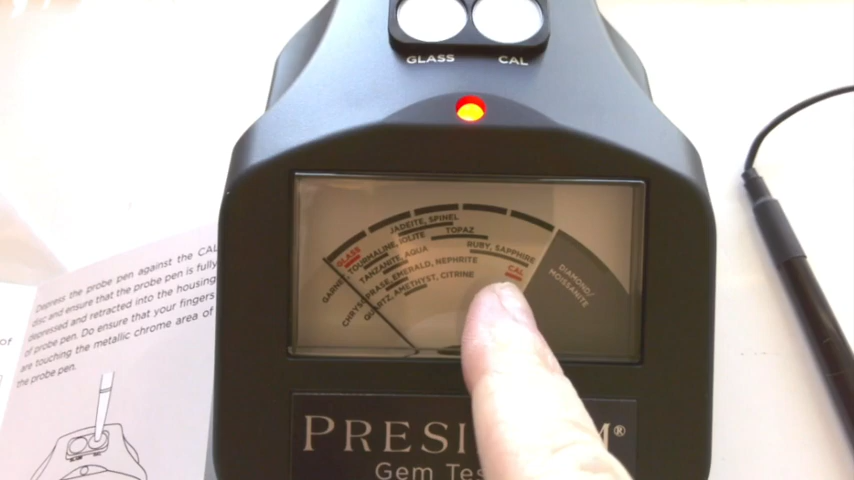 GLASS CAL
GLASS
JADEITE, SPINEL
GARNET, TOURMALINE, IOLITE
TOPAZ
TANZANITE, AQUA
RUBY, SAPPHIRE
CHRYSOPRASE, EMERALD, NEPHRITE
QUARTZ, AMETHYST, CITRINE
CAL
DIAMOND/
MOISSANITE
Depress the probe pen against the CAL
disc and ensure that the probe pen is fully
depressed and retracted into the housing
of probe pen. Do ensure that your fingers
are touching the metallic chrome area of
the probe pen.
of
PRESI M®
Gem Tes